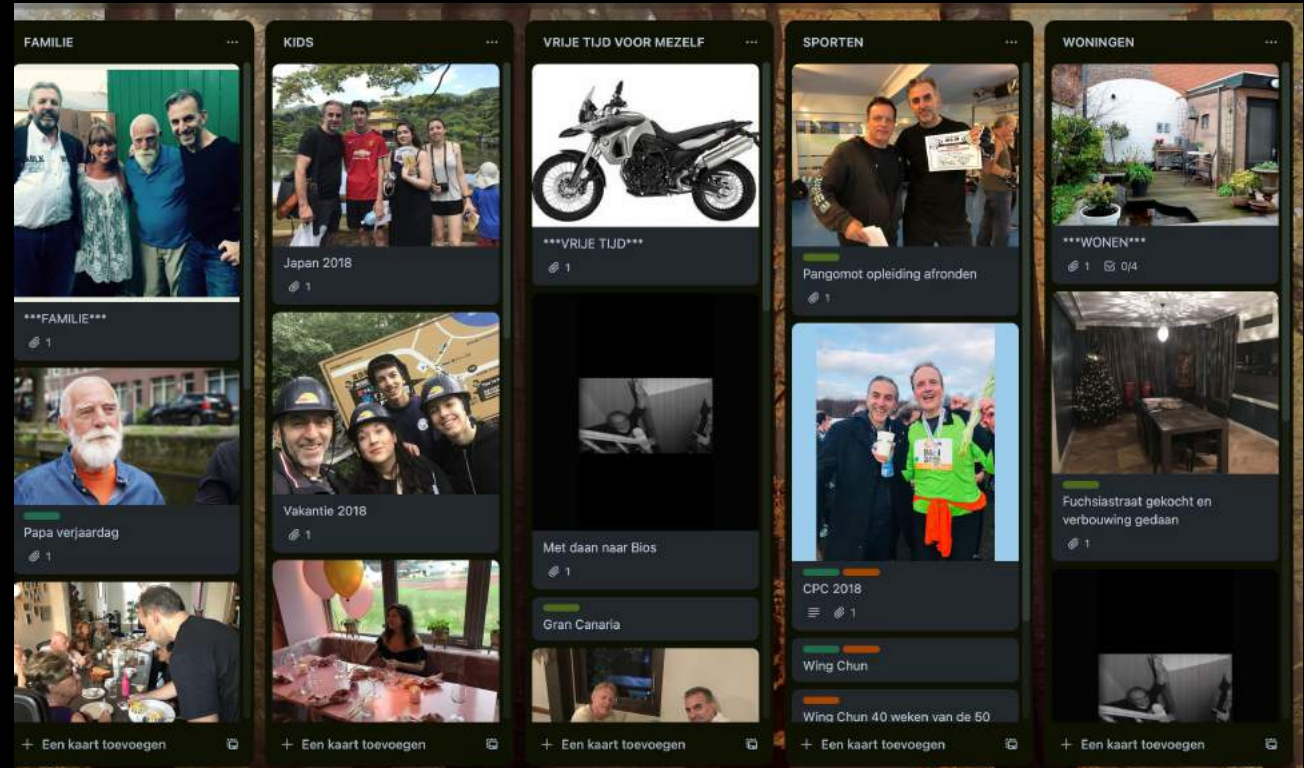 FAMILIE
***FAMILIE***
1
Papa verjaardag
1
+ Een kaart toevoegen
KIDS
Japan 2018
1
Vakantie 2018
1
+ Een kaart toevoegen
VRIJE TIJD VOOR MEZELF
***VRIJE TIJD***
1
Met daan naar Bios
1
Gran Canaria
+ Een kaart toevoegen
SPORTEN
Pangomot opleiding afronden
1
CPC 2018
1
Wing Chun
Wing Chun 40 weken van de 50
+ Een kaart toevoegen
WONINGEN
***WONEN***
1 0/4
Fuchsiastraat gekocht en
verbouwing gedaan
1
+ Een kaart toevoegen